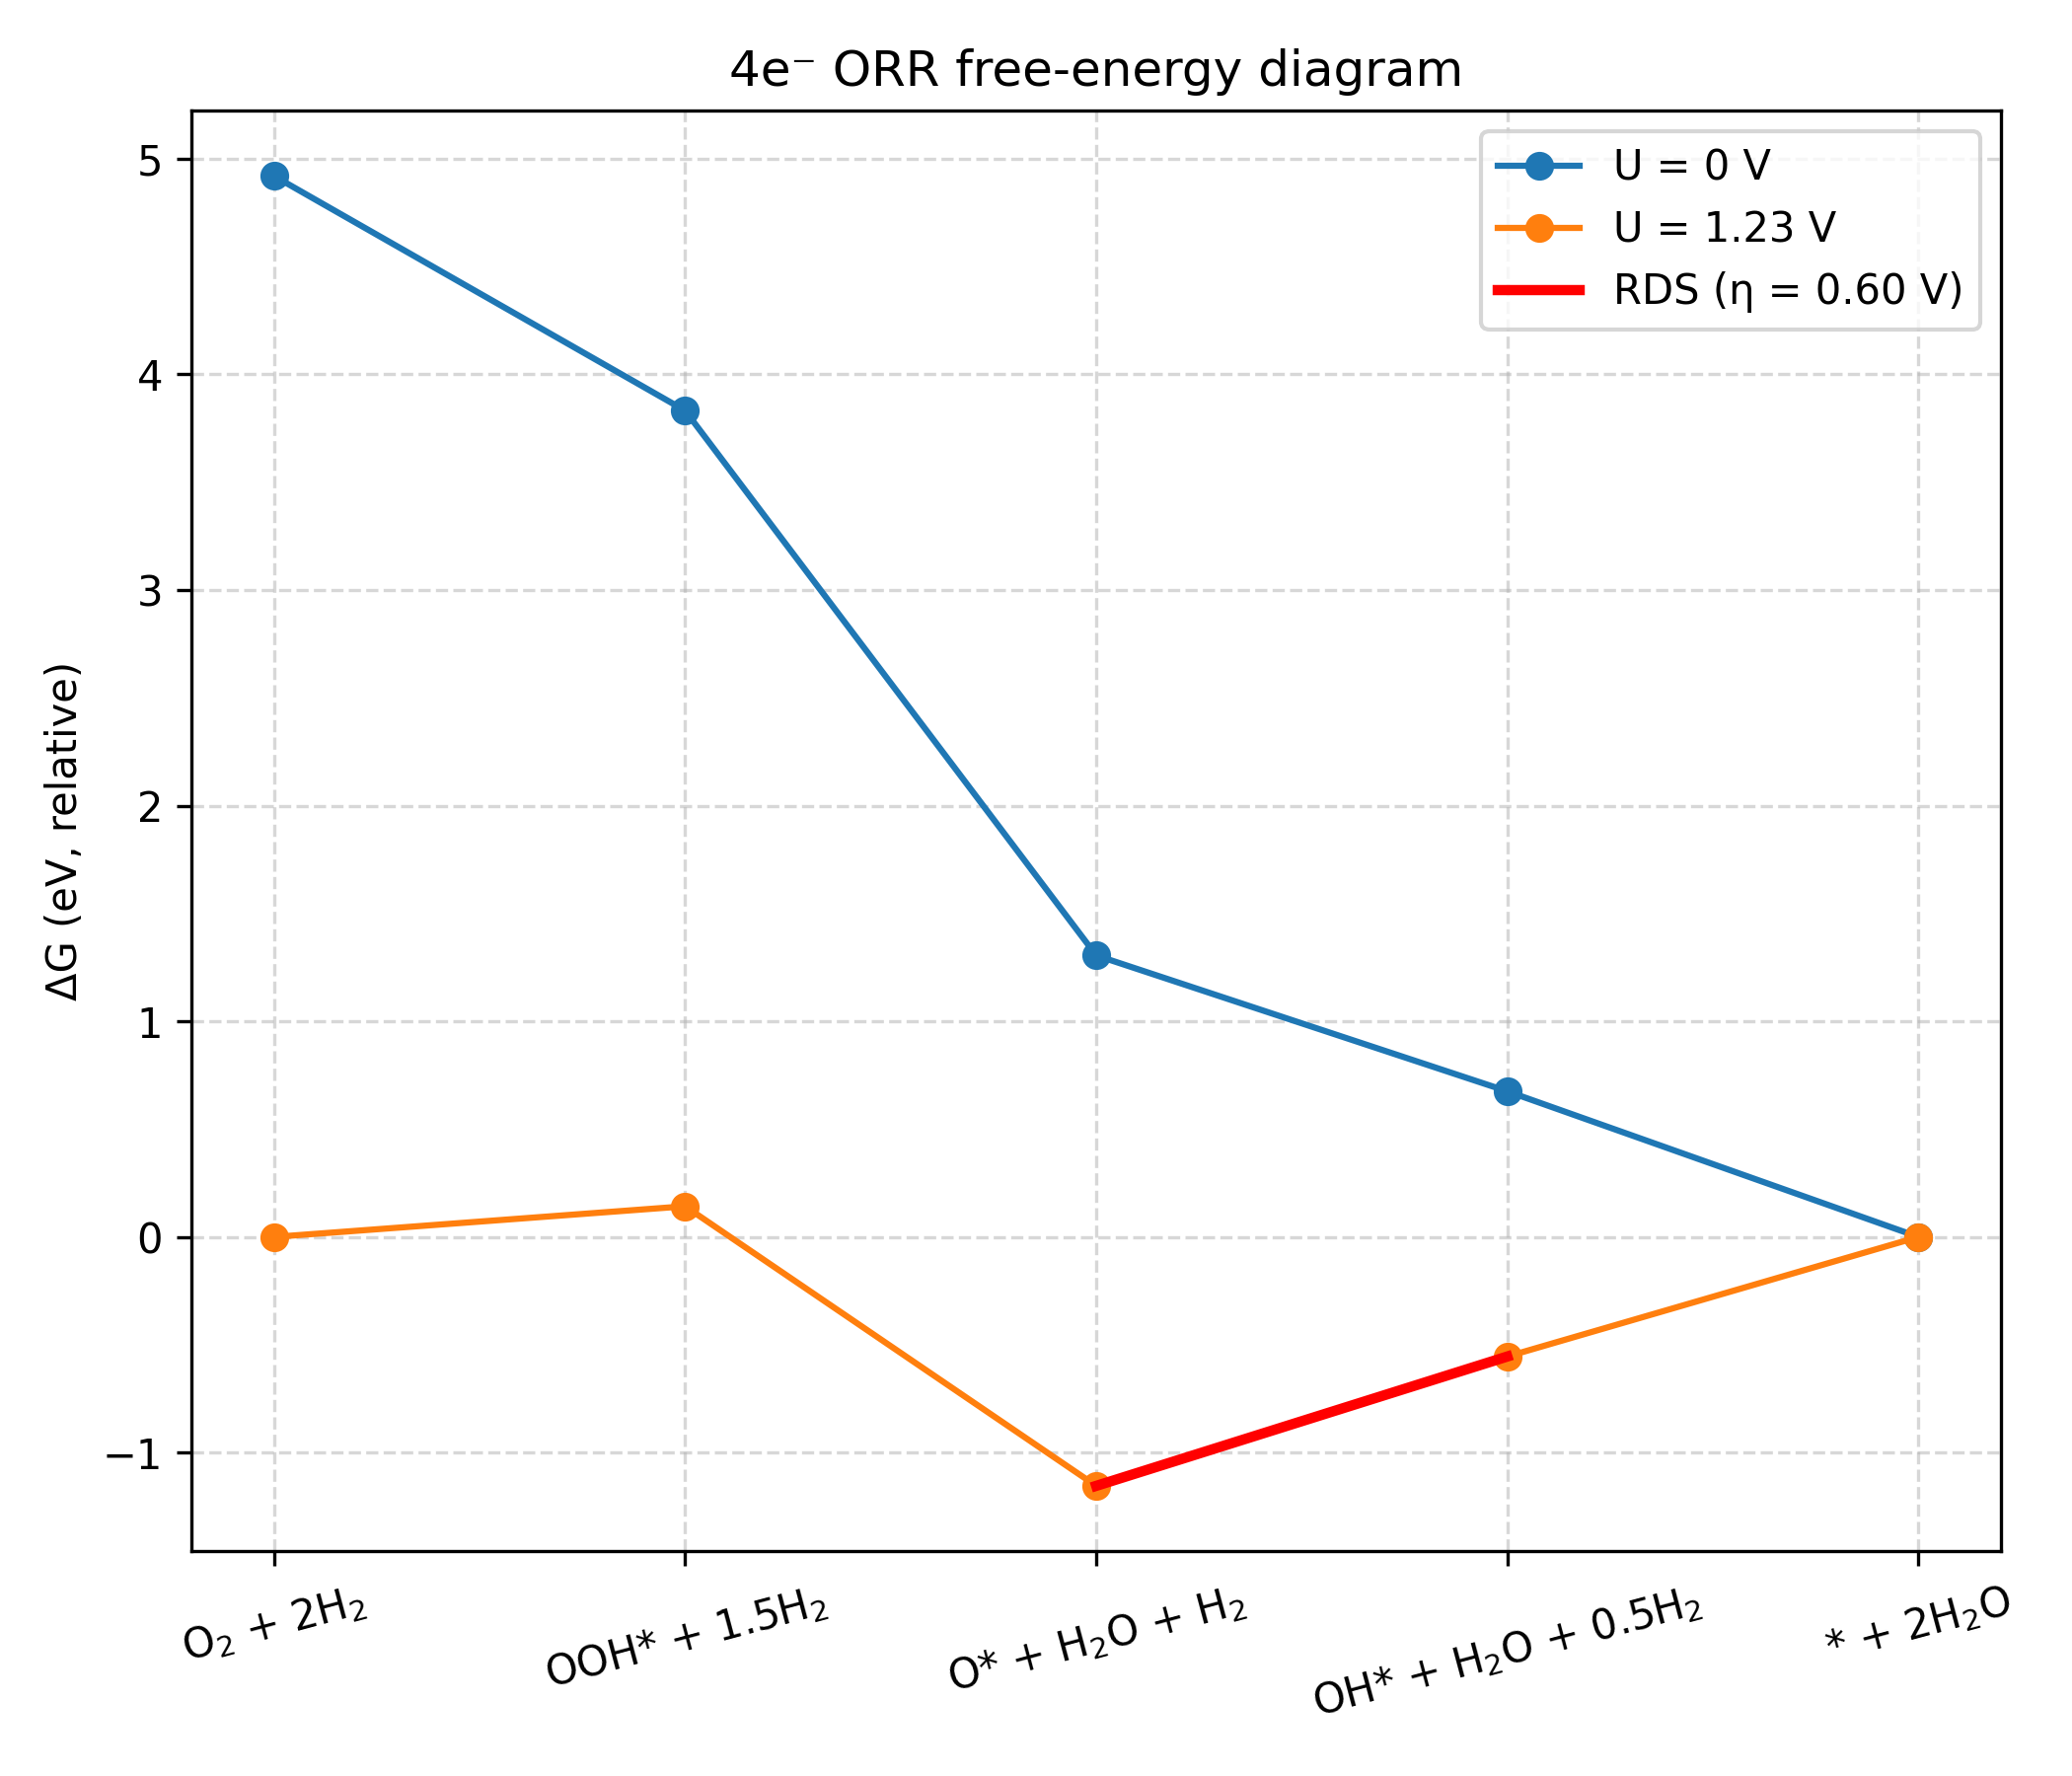 4e⁻ ORR free-energy diagram
U = 0 V
U = 1.23 V
RDS (η = 0.60 V)
ΔG (eV, relative)
5
4
3
2
1
0
−1
O₂ + 2H₂
OOH* + 1.5H₂
O* + H₂O + H₂
OH* + H₂O + 0.5H₂
* + 2H₂O